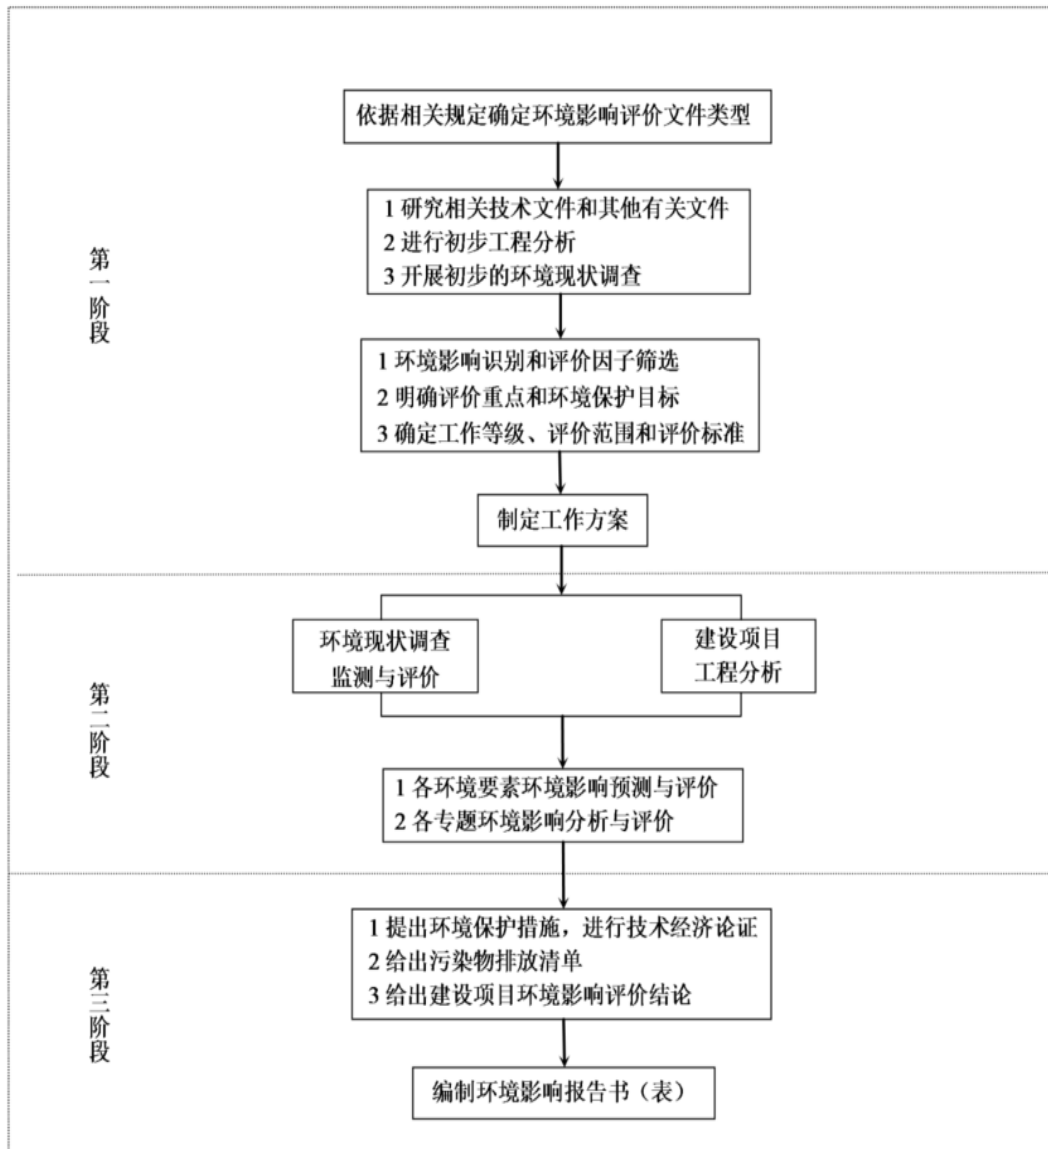 依据相关规定确定环境影响评价文件类型
1 研究相关技术文件和其他有关文件
2 进行初步工程分析
3 开展初步的环境现状调查
第一阶段
1 环境影响识别和评价因子筛选
2 明确评价重点和环境保护目标
3 确定工作等级、评价范围和评价标准
制定工作方案
环境现状调查
监测与评价
建设项目
工程分析
第二阶段
1 各环境要素环境影响预测与评价
2 各专题环境影响分析与评价
1 提出环境保护措施，进行技术经济论证
2 给出污染物排放清单
3 给出建设项目环境影响评价结论
第三阶段
编制环境影响报告书（表）